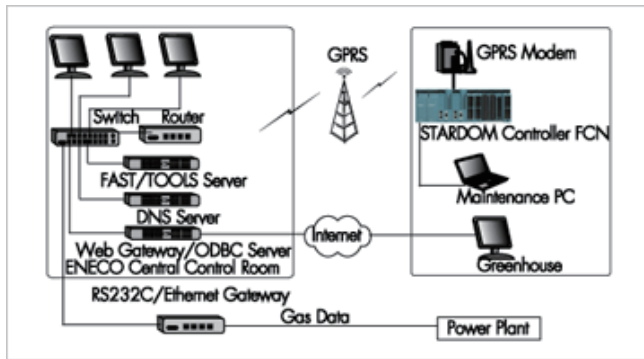 GPRS
GPRS Modem
STARDOM Controller FCN
Maintenance PC
Greenhouse
Switch
Router
FAST/TOOLS Server
DNS Server
Web Gateway/ODBC Server
ENECO Central Control Room
Internet
RS232C/Ethernet Gateway
Gas Data
Power Plant